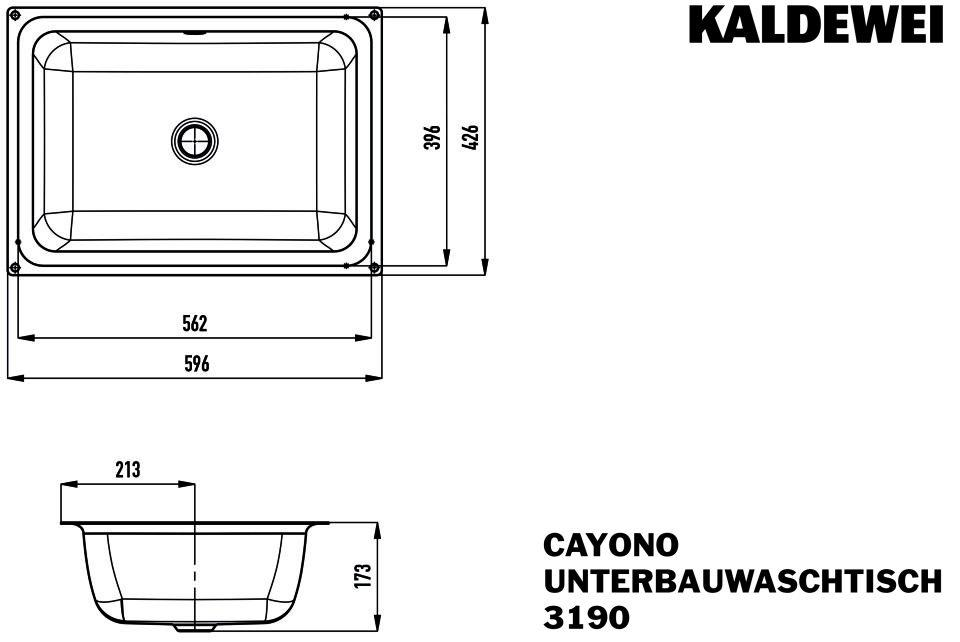 KALDEWEI
396
426
562
596
213
173
CAYONO
UNTERBAUWASCHTISCH
3190